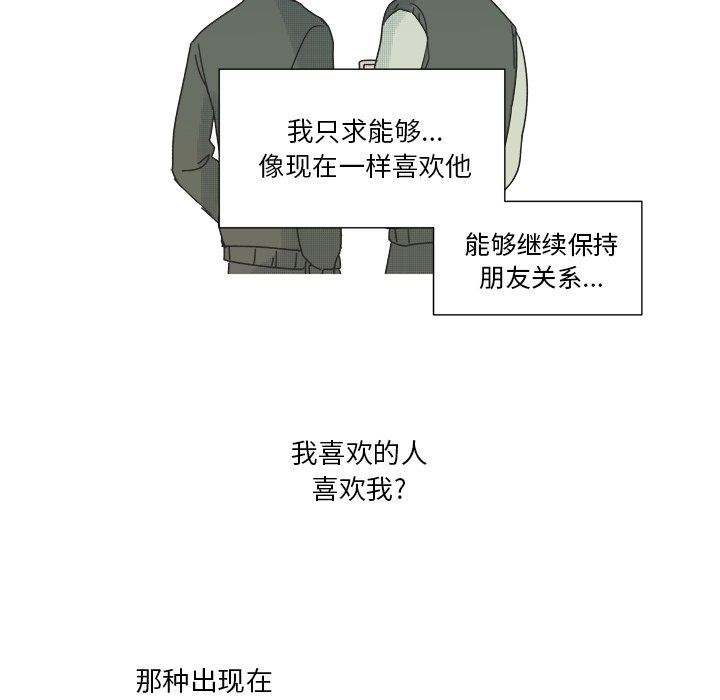 我只求能够...
像现在一样喜欢他
能够继续保持
朋友关系...
我喜欢的人
喜欢我?
那种出现在